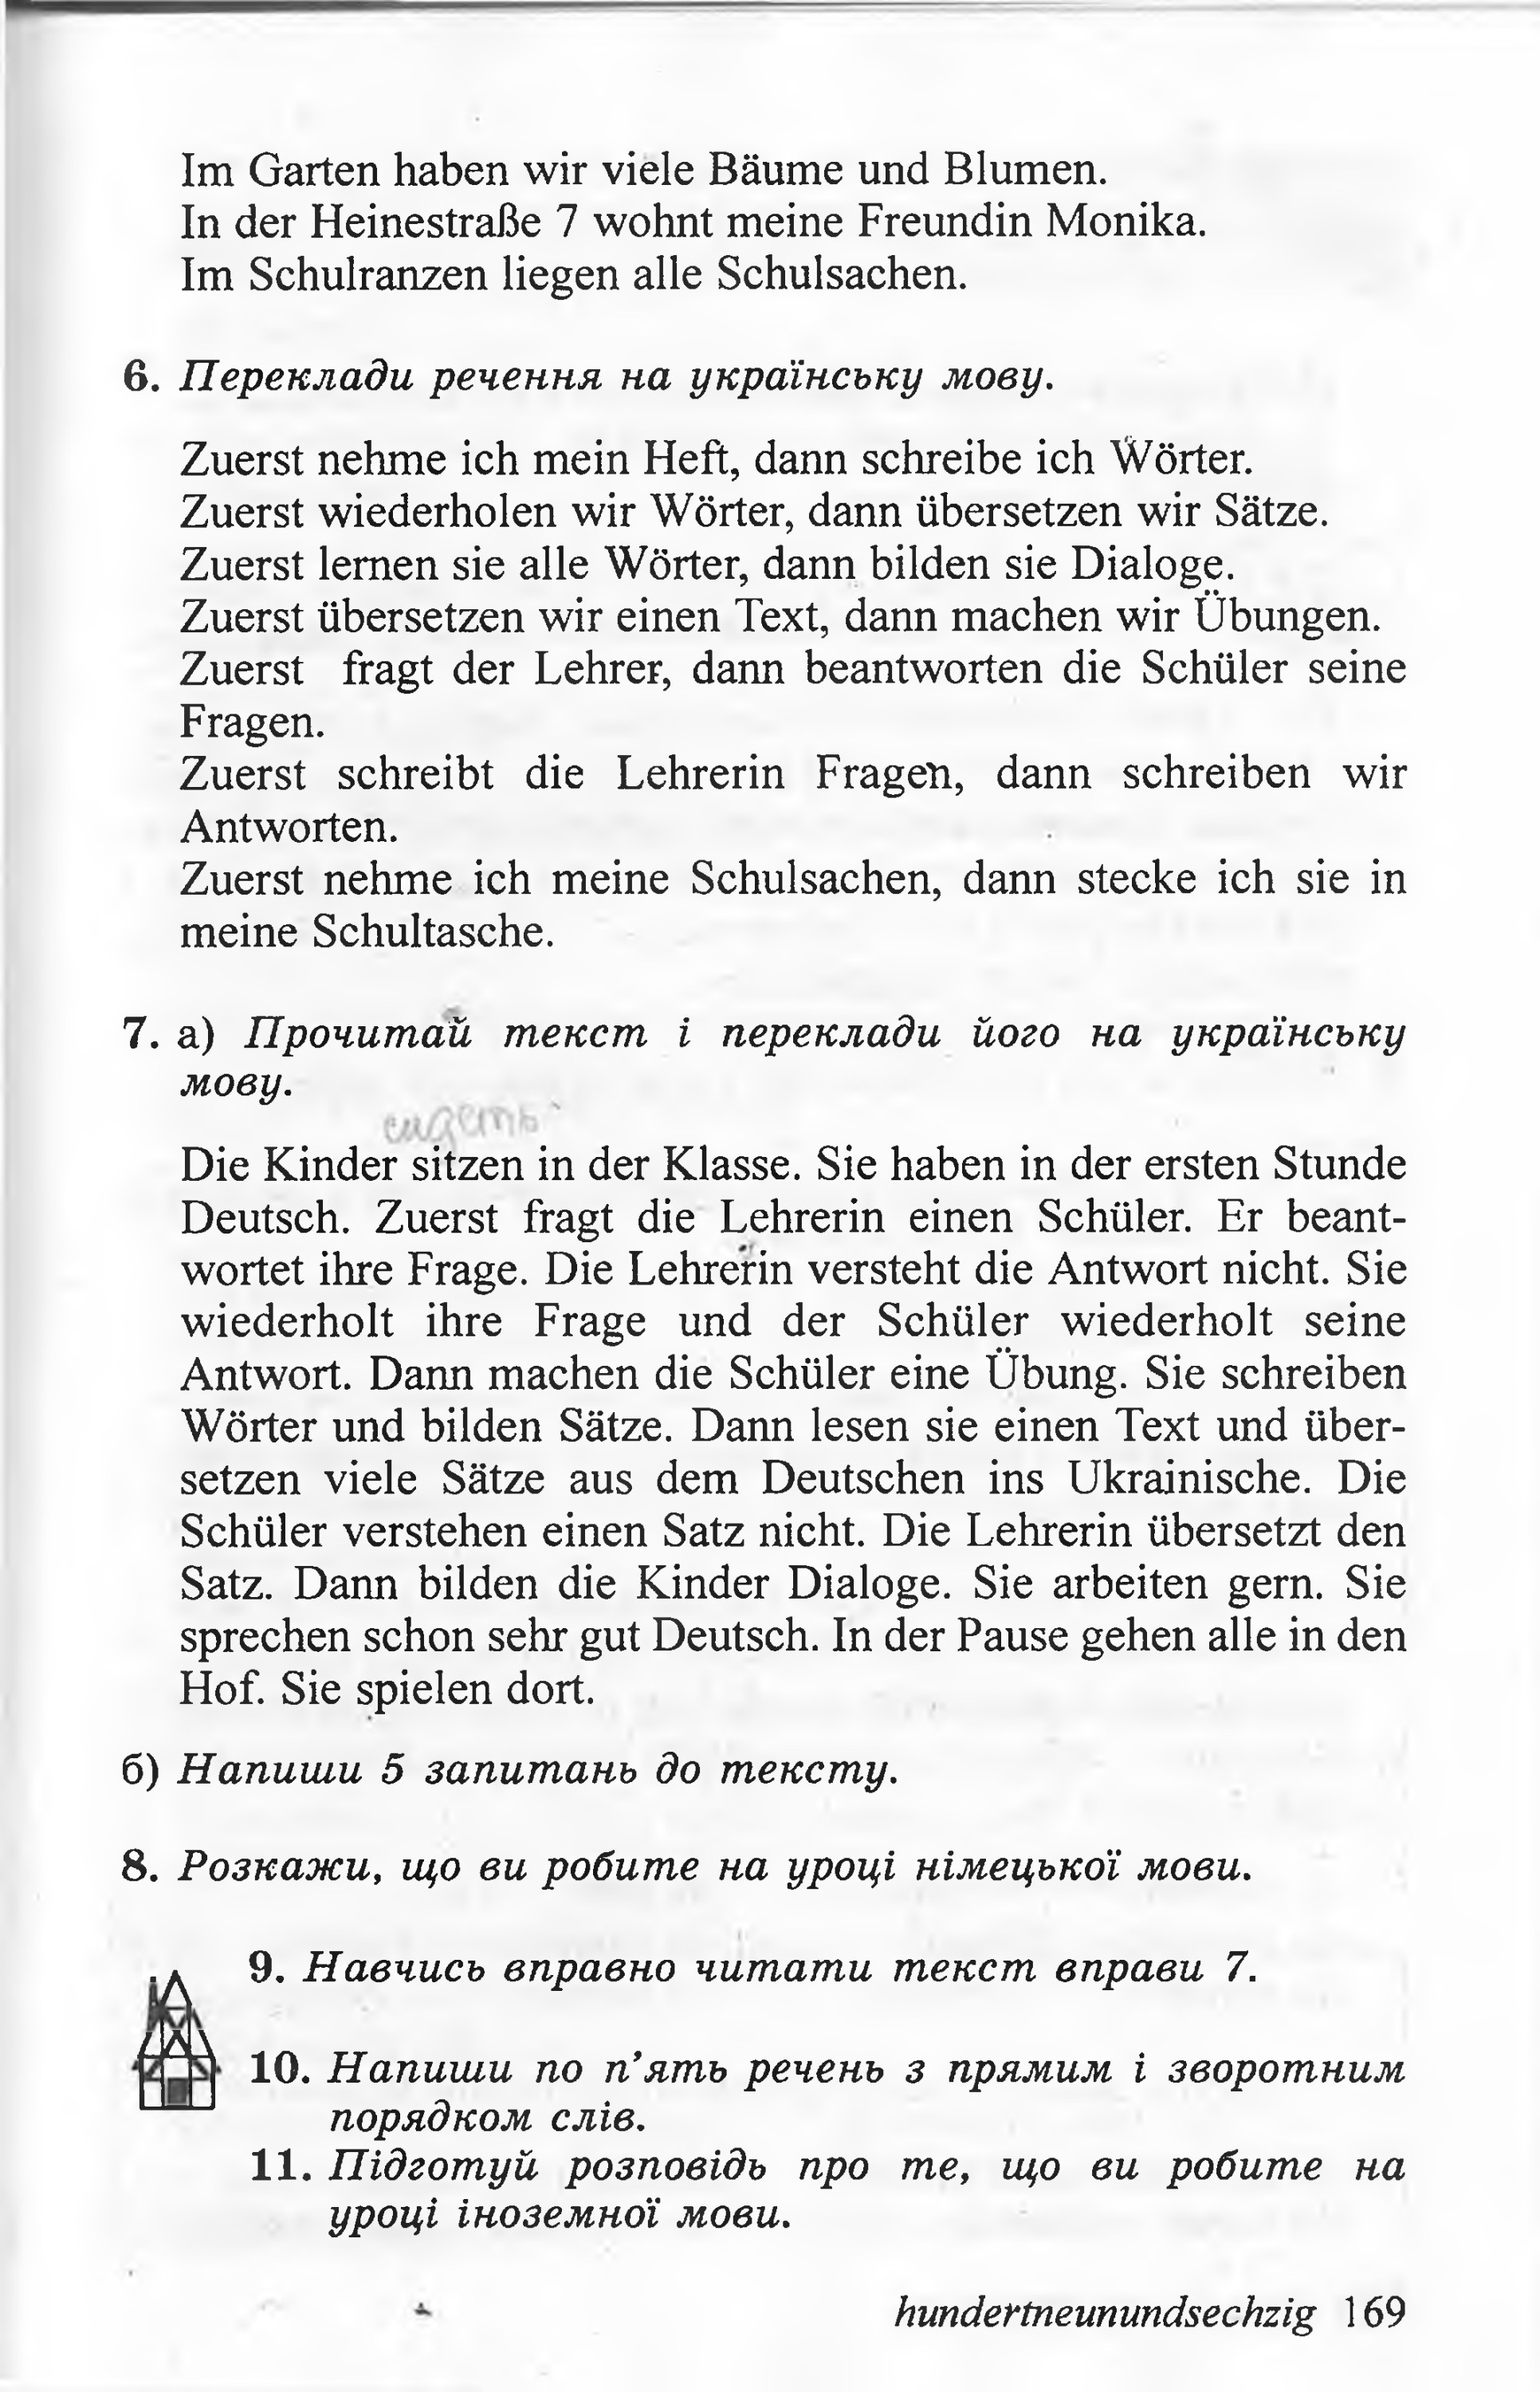 Im Garten haben wir viele Bäume und Blumen.
In der Heinestraße 7 wohnt meine Freundin Monika.
Im Schulranzen liegen alle Schulsachen.
6. Переклади речення на українську мову.
Zuerst nehme ich mein Heft, dann schreibe ich Wörter.
Zuerst wiederholen wir Wörter, dann übersetzen wir Sätze.
Zuerst lernen sie alle Wörter, dann bilden sie Dialoge.
Zuerst übersetzen wir einen Text, dann machen wir Übungen.
Zuerst fragt der Lehrer, dann beantworten die Schüler seine
Fragen.
Zuerst schreibt die Lehrerin Fragen, dann schreiben wir
Antworten.
Zuerst nehme ich meine Schulsachen, dann stecke ich sie in
meine Schultasche.
7. а) Прочитай текст і переклади його на українську
мову.
сидеть
Die Kinder sitzen in der Klasse. Sie haben in der ersten Stunde
Deutsch. Zuerst fragt die Lehrerin einen Schüler. Er beant-
wortet ihre Frage. Die Lehrerin versteht die Antwort nicht. Sie
wiederholt ihre Frage und der Schüler wiederholt seine
Antwort. Dann machen die Schüler eine Übung. Sie schreiben
Wörter und bilden Sätze. Dann lesen sie einen Text und über-
setzen viele Sätze aus dem Deutschen ins Ukrainische. Die
Schüler verstehen einen Satz nicht. Die Lehrerin übersetzt den
Satz. Dann bilden die Kinder Dialoge. Sie arbeiten gern. Sie
sprechen schon sehr gut Deutsch. In der Pause gehen alle in den
Hof. Sie spielen dort.
б) Напиши 5 запитань до тексту.
8. Розкажи, що ви робите на уроці німецької мови.
9. Навчись вправно читати текст вправи 7.
10. Напиши по п’ять речень з прямим і зворотним
порядком слів.
11. Підготуй розповідь про те, що ви робите на
уроці іноземної мови.
hundertneunundsechzig 169